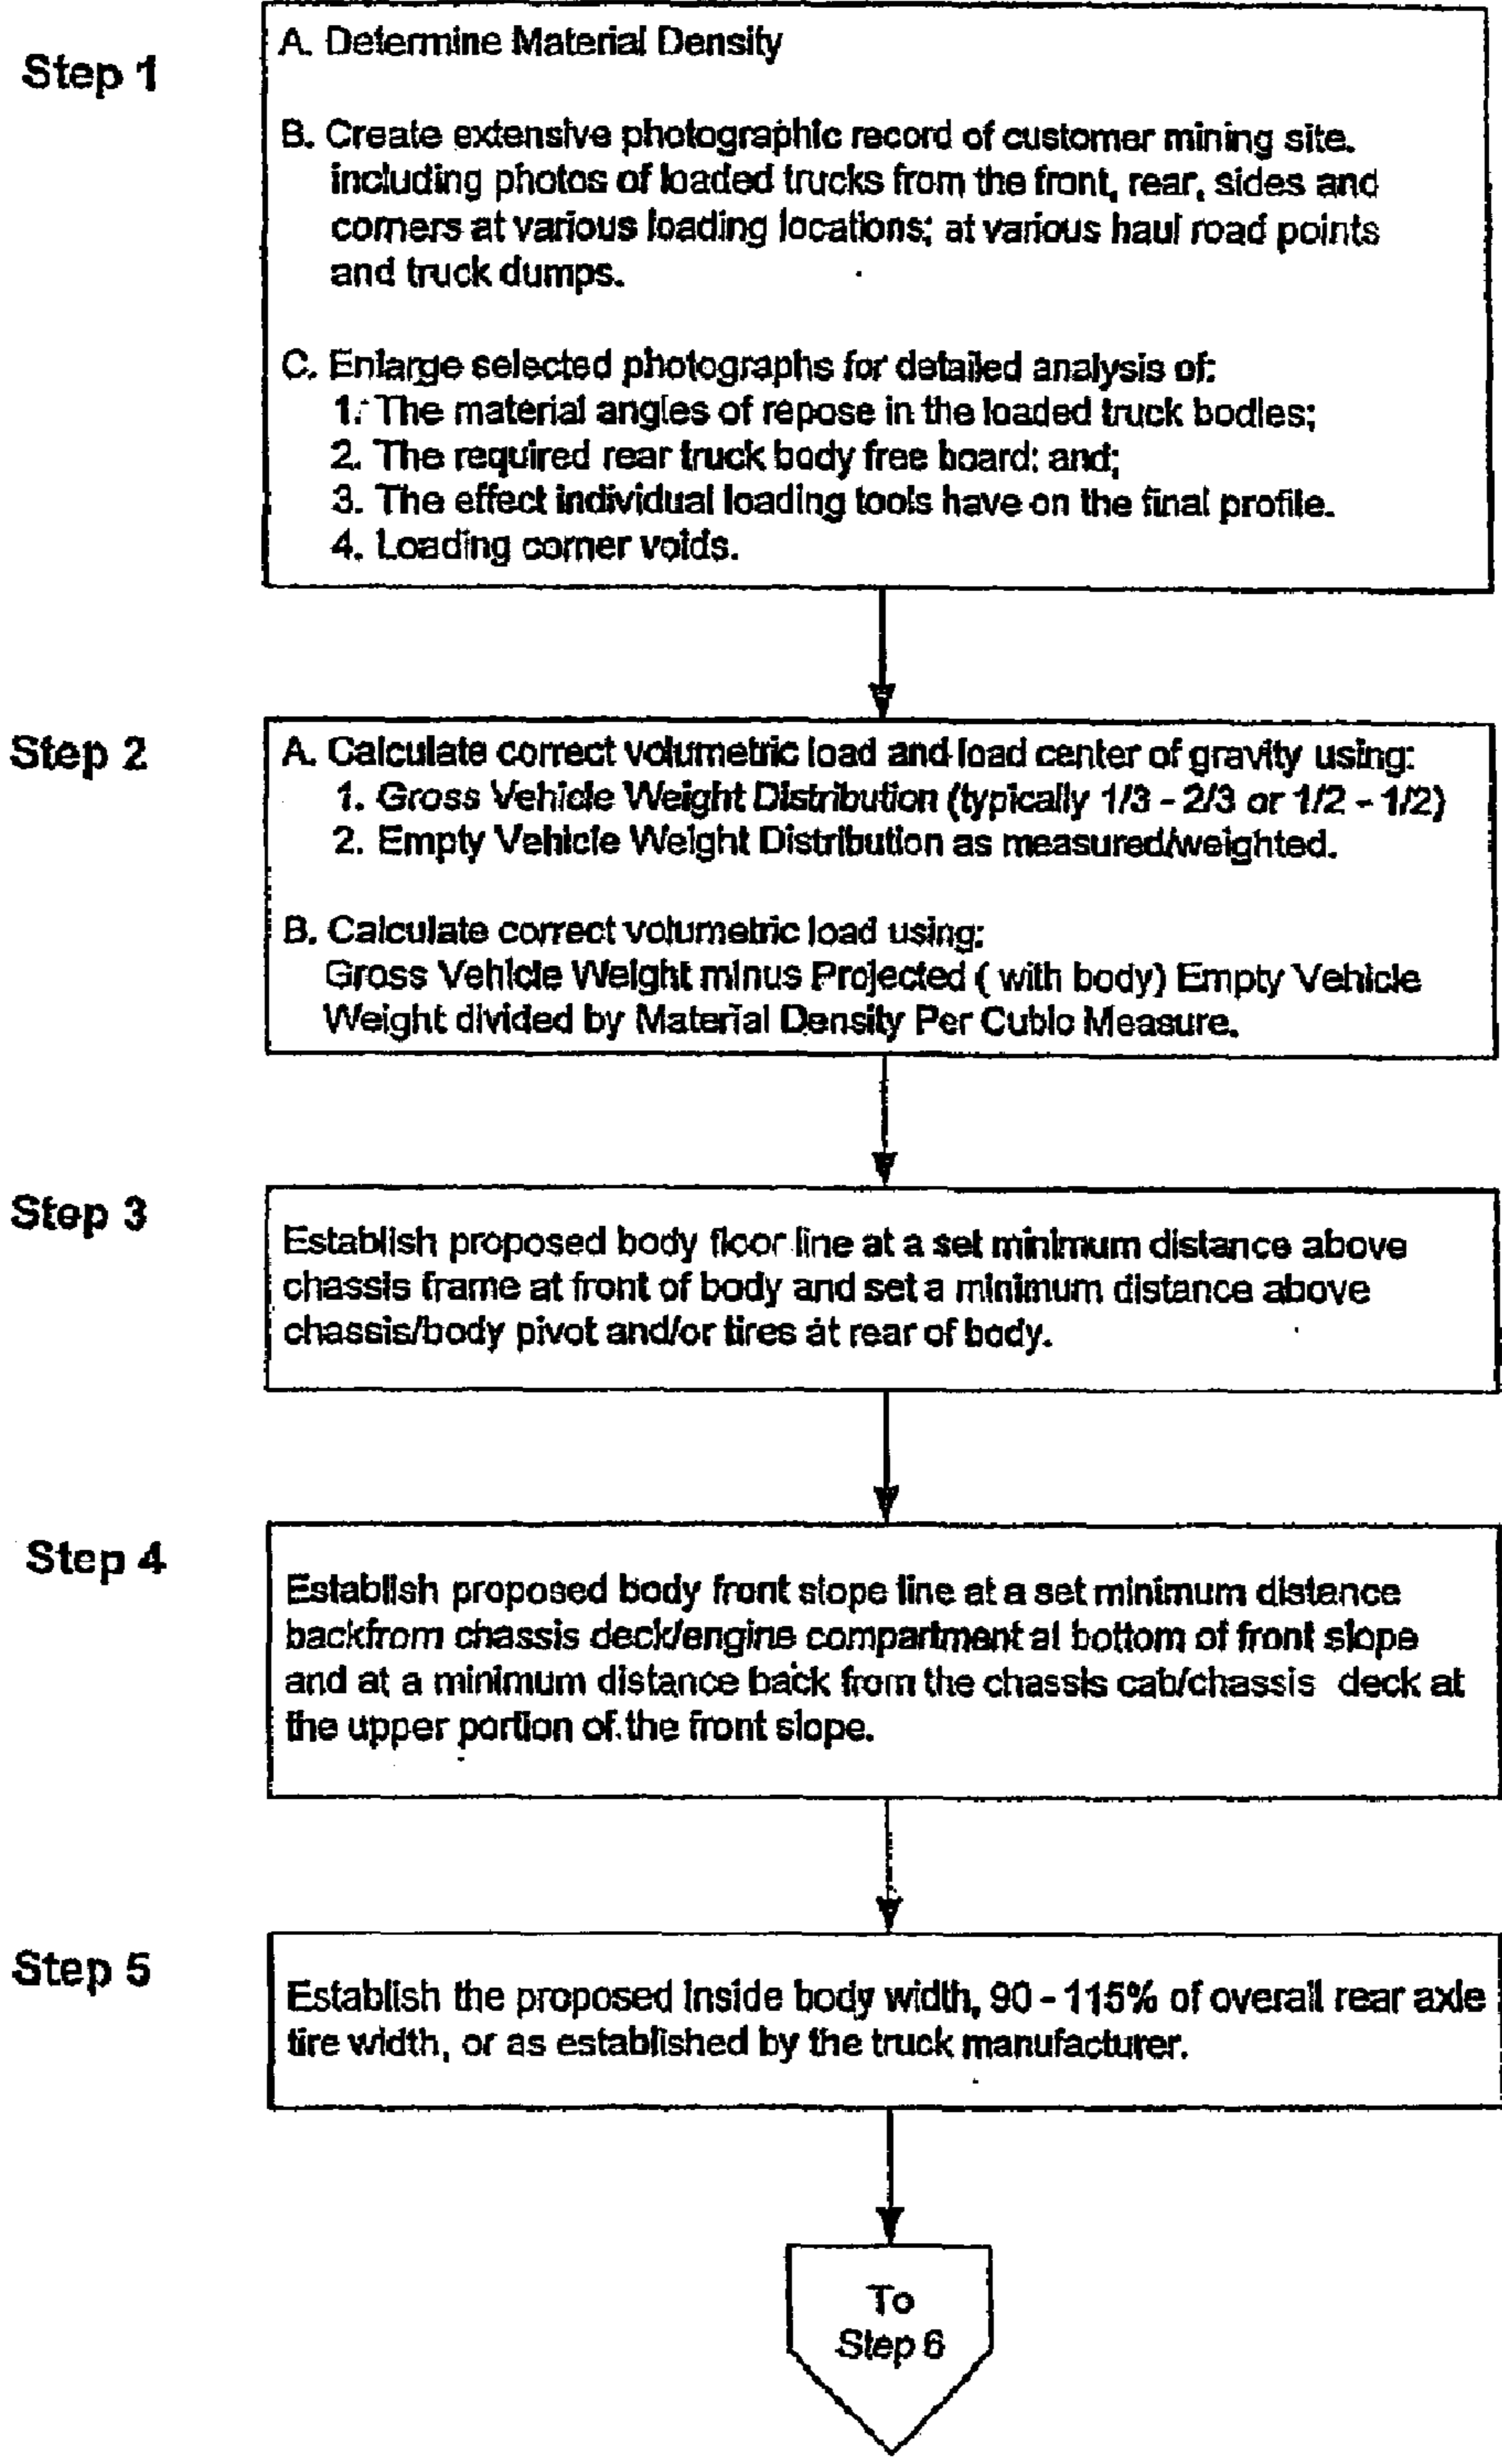 Step 1
A. Determine Material Density
B. Create extensive photographic record of customer mining site.
including photos of loaded trucks from the front, rear, sides and
corners at various loading locations; at various haul road points
and truck dumps.
C. Enlarge selected photographs for detailed analysis of:
1. The material angles of repose in the loaded truck bodies;
2. The required rear truck body free board: and;
3. The effect individual loading tools have on the final profile.
4. Loading corner voids.
Step 2
A. Calculate correct volumetric load and load center of gravity using:
1. Gross Vehicle Weight Distribution (typically 1/3 - 2/3 or 1/2 - 1/2)
2. Empty Vehicle Weight Distribution as measured/weighted.
B. Calculate correct volumetric load using:
Gross Vehicle Weight minus Projected ( with body) Empty Vehicle
Weight divided by Material Density Per Cubic Measure.
Step 3
Establish proposed body floor line at a set minimum distance above
chassis frame at front of body and set a minimum distance above
chassis/body pivot and/or tires at rear of body.
Step 4
Establish proposed body front slope line at a set minimum distance
backfrom chassis deck/engine compartment at bottom of front slope
and at a minimum distance back from the chassis cab/chassis deck at
the upper portion of the front slope.
Step 5
Establish the proposed inside body width, 90 - 115% of overall rear axle
tire width, or as established by the truck manufacturer.
To
Step 6